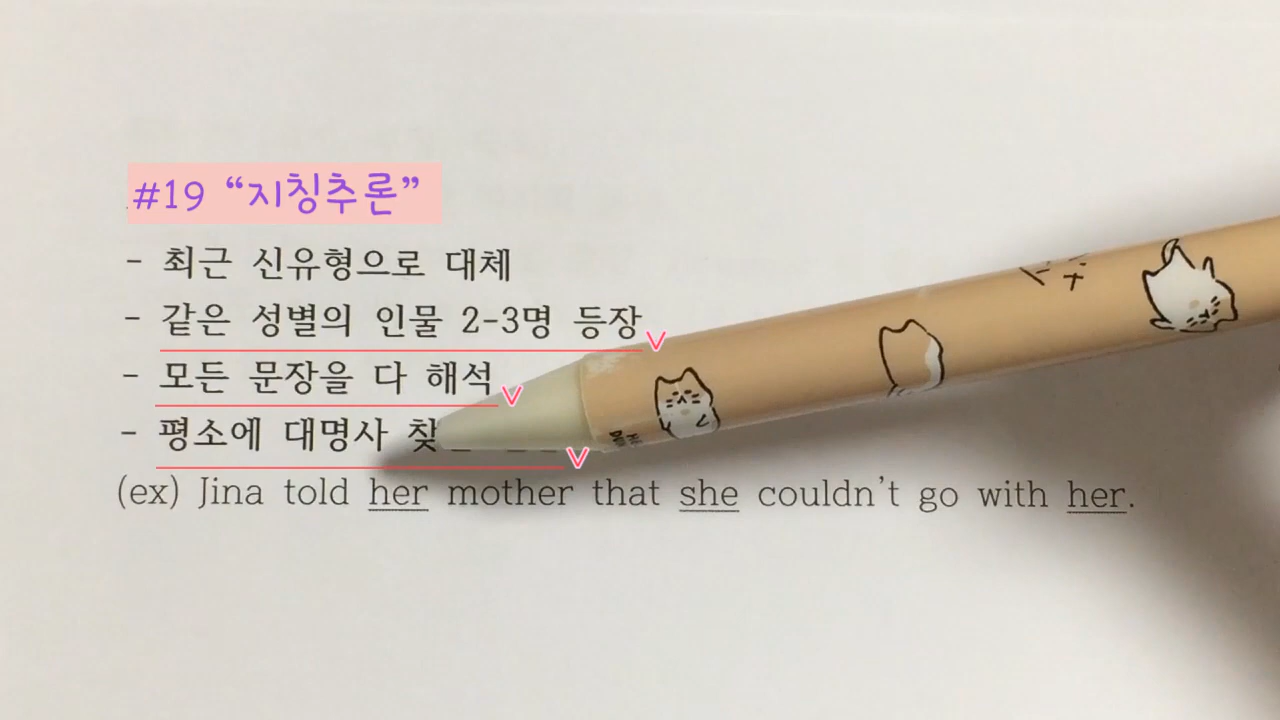 #19 “지칭추론”
- 최근 신유형으로 대체
- 같은 성별의 인물 2-3명 등장
- 모든 문장을 다 해석
- 평소에 대명사
(ex) Jina told her mother that she couldn't go with her.